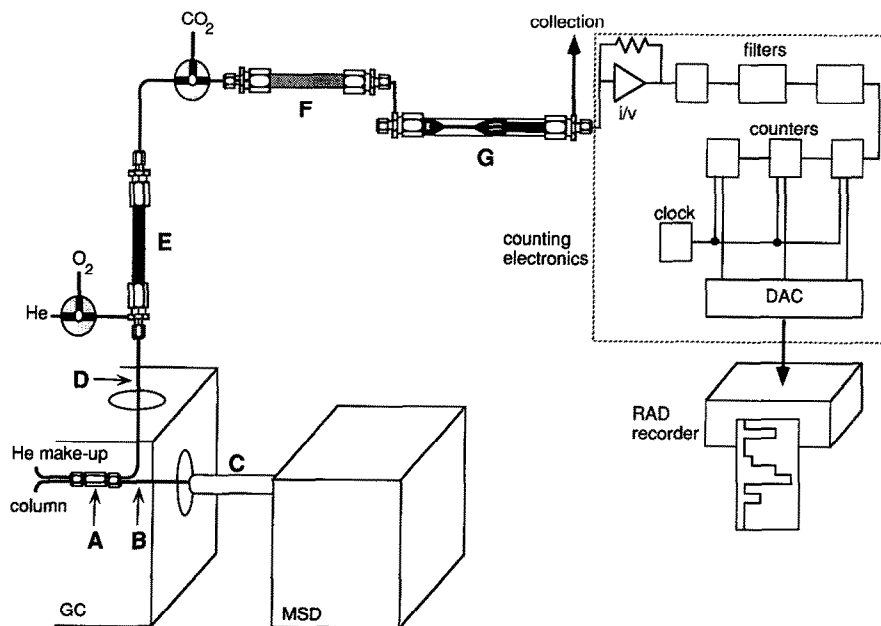 CO2
collection
filters
F
i/v
G
counters
E
clock
counting
electronics
O2
He
DAC
D
RAD
recorder
He make-up
C
column
A
B
GC
MSD